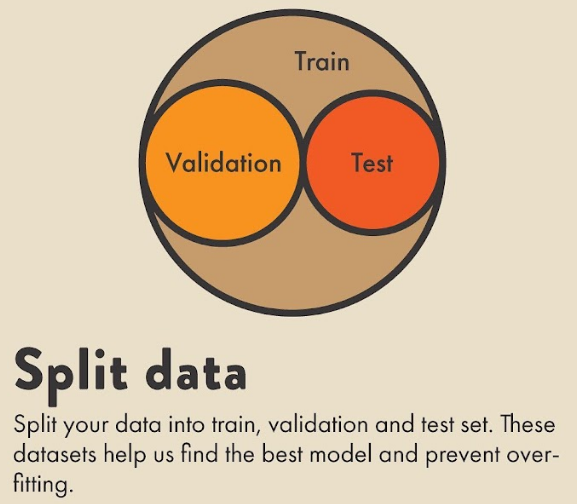 Train
Validation Test
Split data
Split your data into train, validation and test set. These
datasets help us find the best model and prevent over-
fitting.